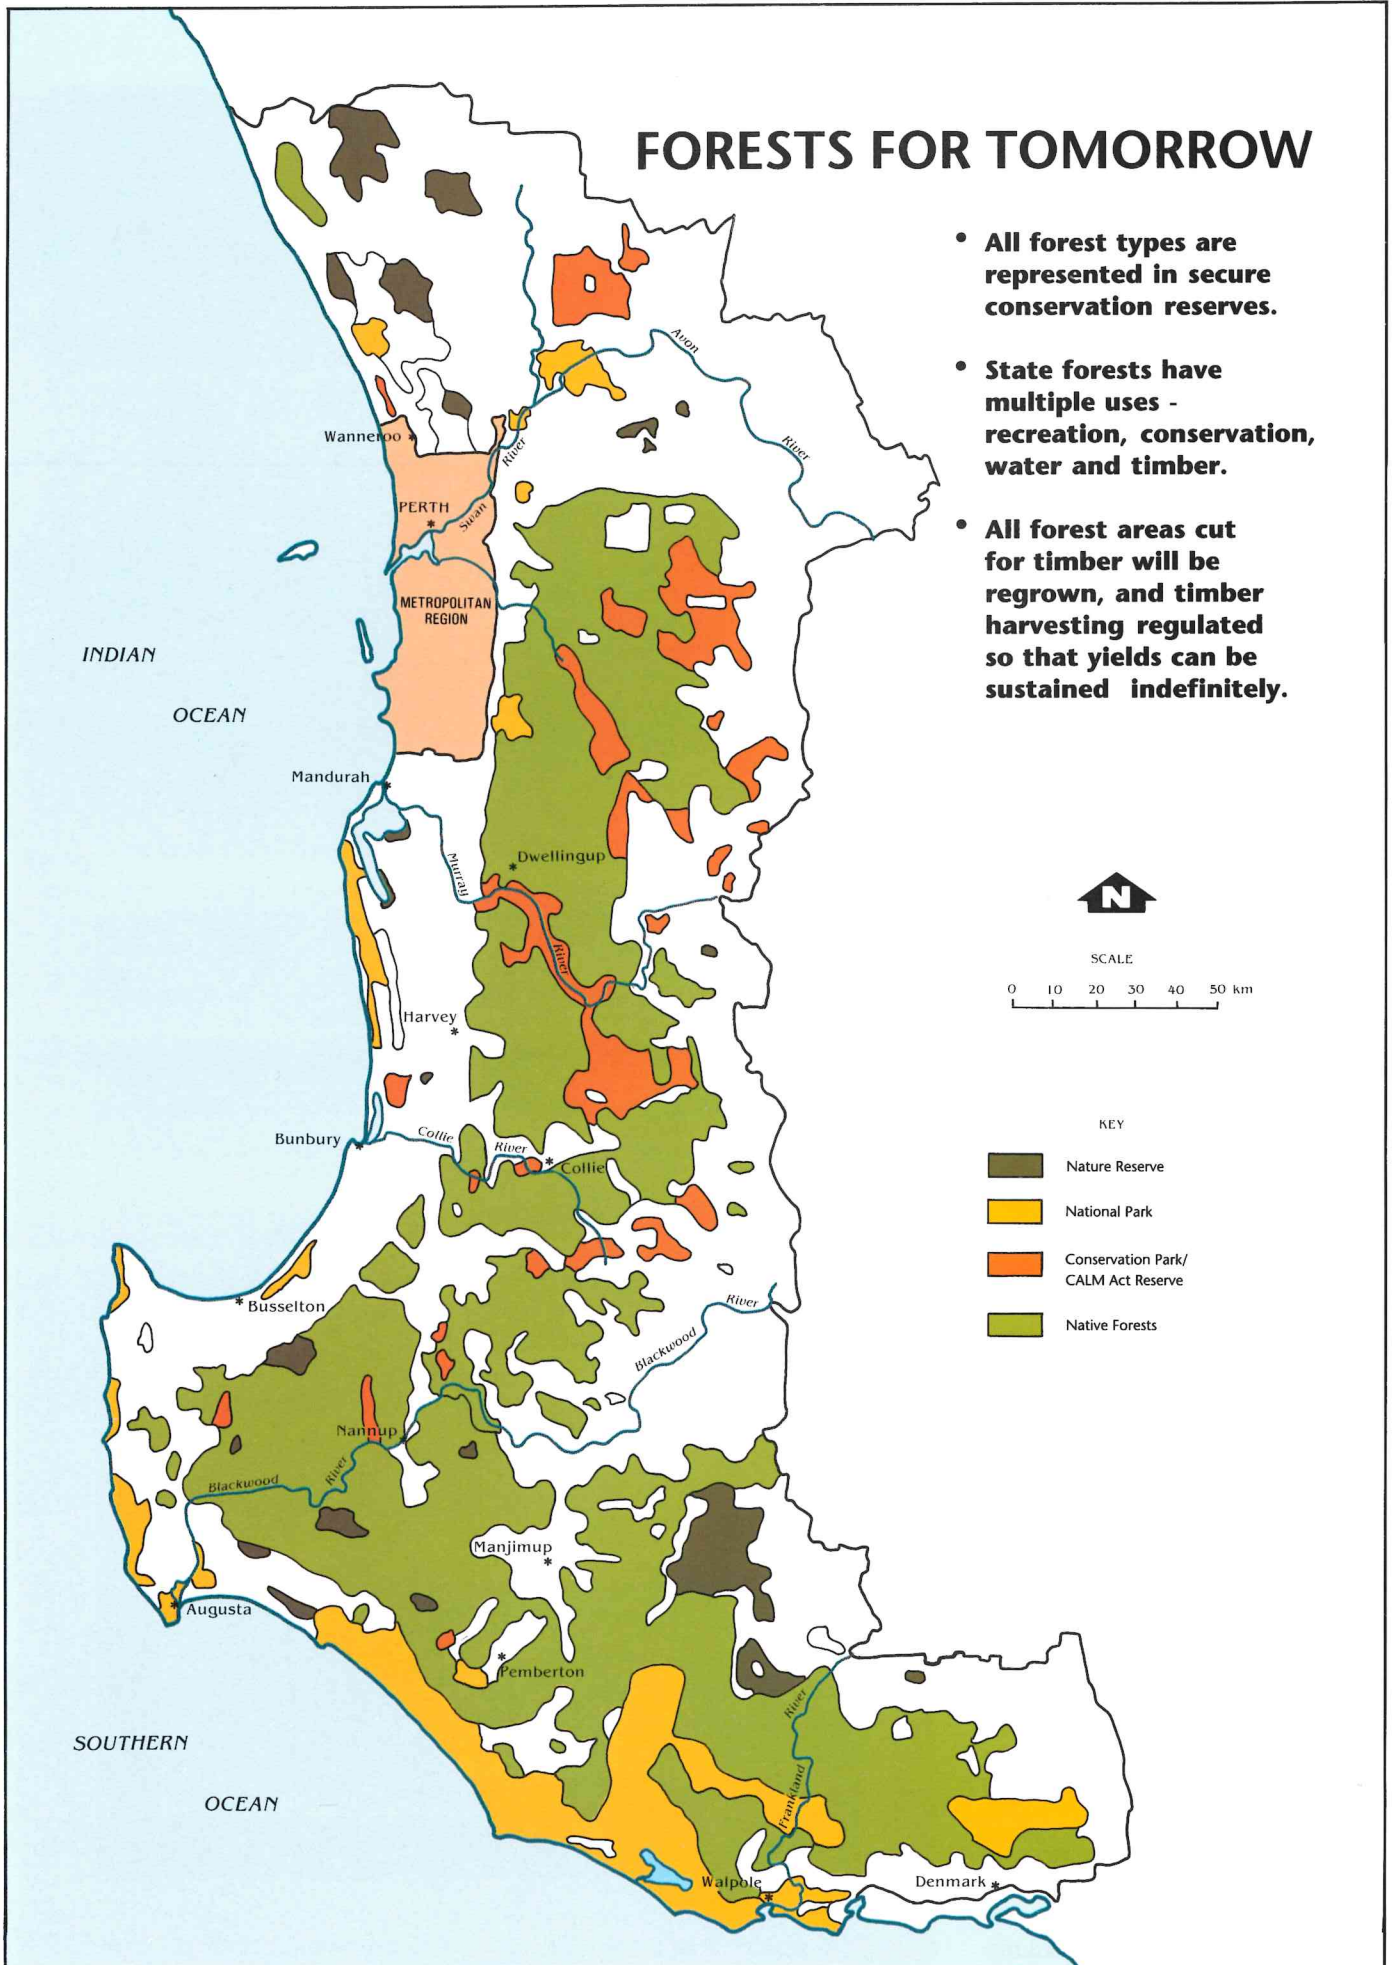 FORESTS FOR TOMORROW
• All forest types are
represented in secure
conservation reserves.
• State forests have
multiple uses -
recreation, conservation,
water and timber.
• All forest areas cut
for timber will be
regrown, and timber
harvesting regulated
so that yields can be
sustained indefinitely.
Avon
River
Wanneroo
River
Swan
PERTH
METROPOLITAN
REGION
INDIAN
OCEAN
Mandurah
Murray
River
Dwellingup
N
SCALE
0 10 20 30 40 50 km
Harvey
Bunbury
Collie
River
Collie
KEY
Nature Reserve
National Park
Conservation Park/
CALM Act Reserve
Native Forests
Busselton
River
Blackwood
Nannup
River
Blackwood
Manjimup
Augusta
Pemberton
River
Frankland
SOUTHERN
OCEAN
Walpole
Denmark